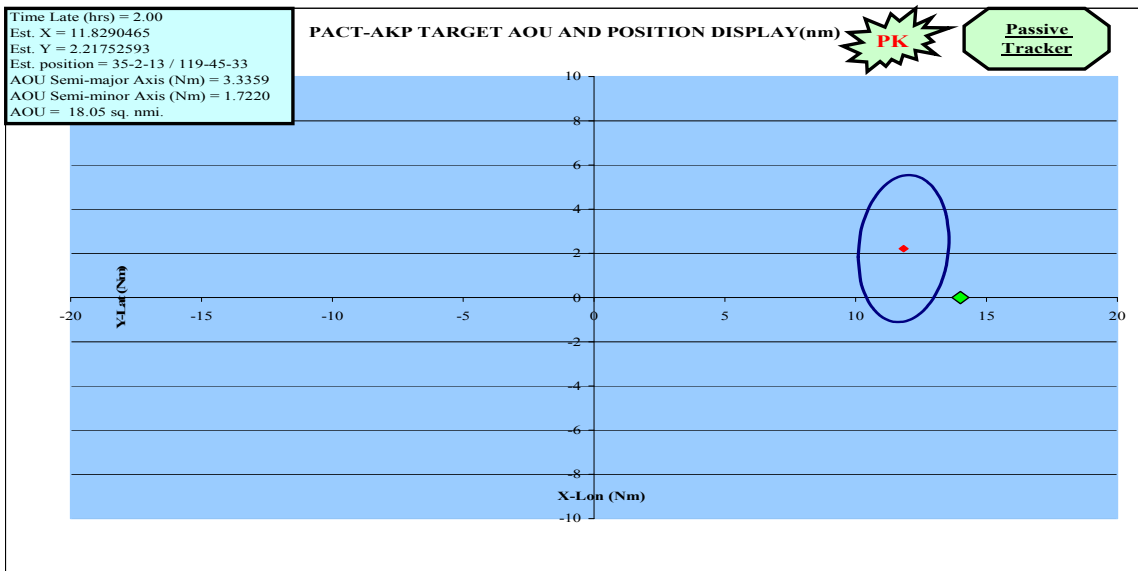 Time Late (hrs) = 2.00
Est. X = 11.8290465
Est. Y = 2.21752593
Est. position = 35-2-13 / 119-45-33
AOU Semi-major Axis (Nm) = 3.3359
AOU Semi-minor Axis (Nm) = 1.7220
AOU =  18.05 sq. nmi.
PACT-AKP TARGET AOU AND POSITION DISPLAY(nm)
PK
Passive
Tracker
10
8
6
4
2
0
-2
-4
-6
-8
-10
-20
-15
-10
-5
0
5
10
15
20
Y-Lat (Nm)
X-Lon (Nm)